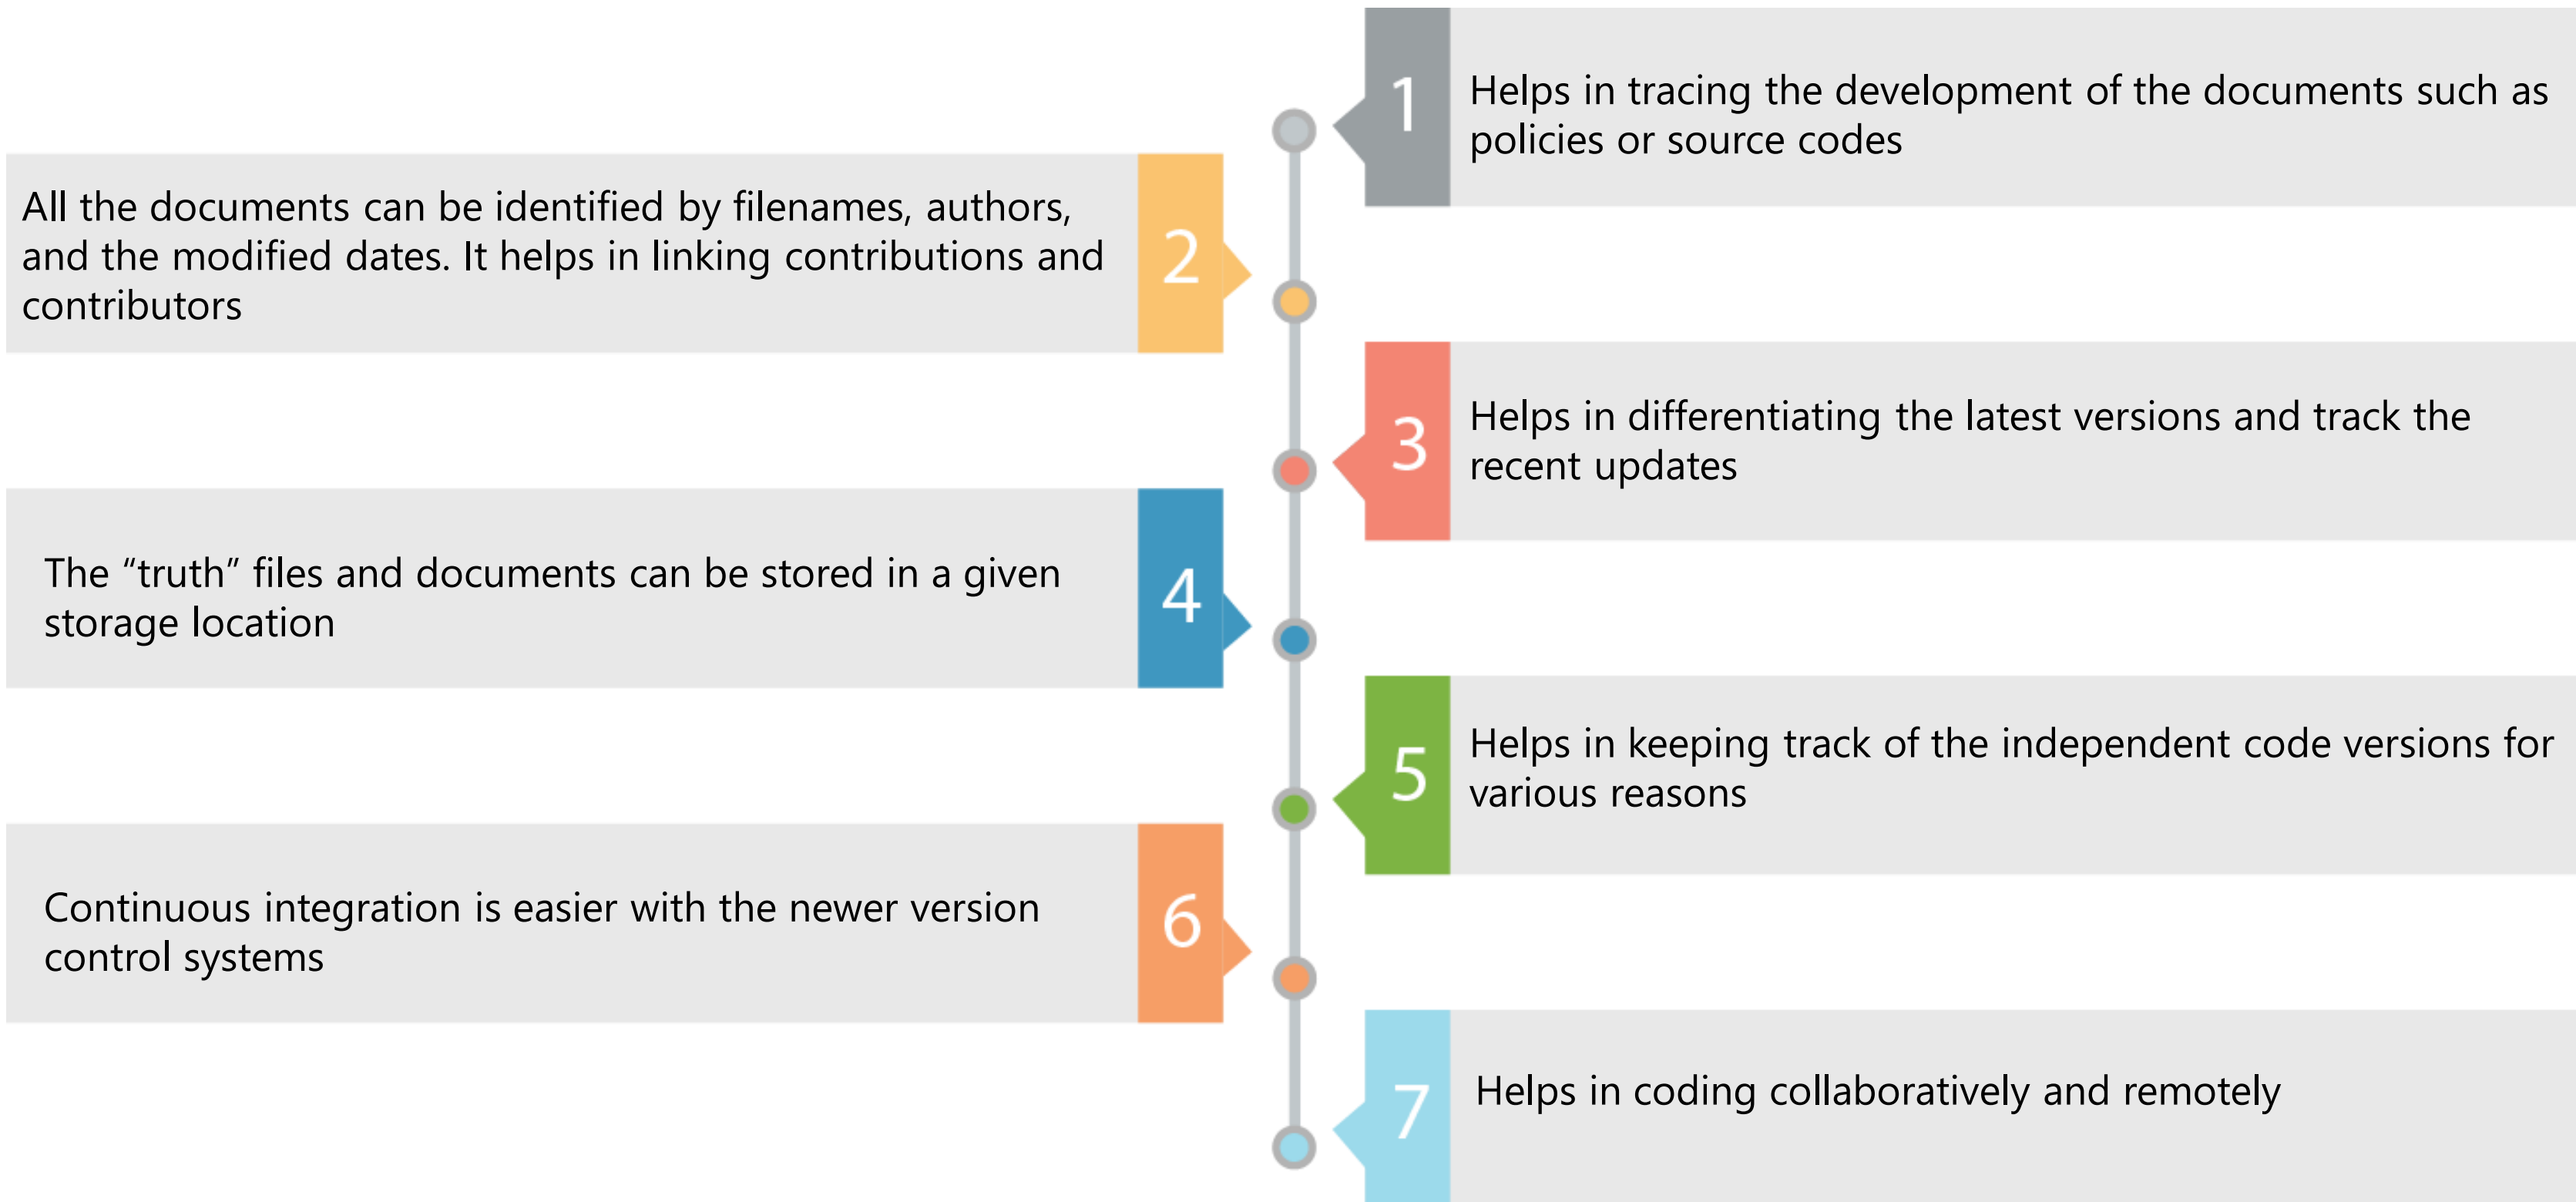 1
Helps in tracing the development of the documents such as
policies or source codes
All the documents can be identified by filenames, authors,
and the modified dates. It helps in linking contributions and
contributors
2
3
Helps in differentiating the latest versions and track the
recent updates
The “truth” files and documents can be stored in a given
storage location
4
5
Helps in keeping track of the independent code versions for
various reasons
Continuous integration is easier with the newer version
control systems
6
7
Helps in coding collaboratively and remotely